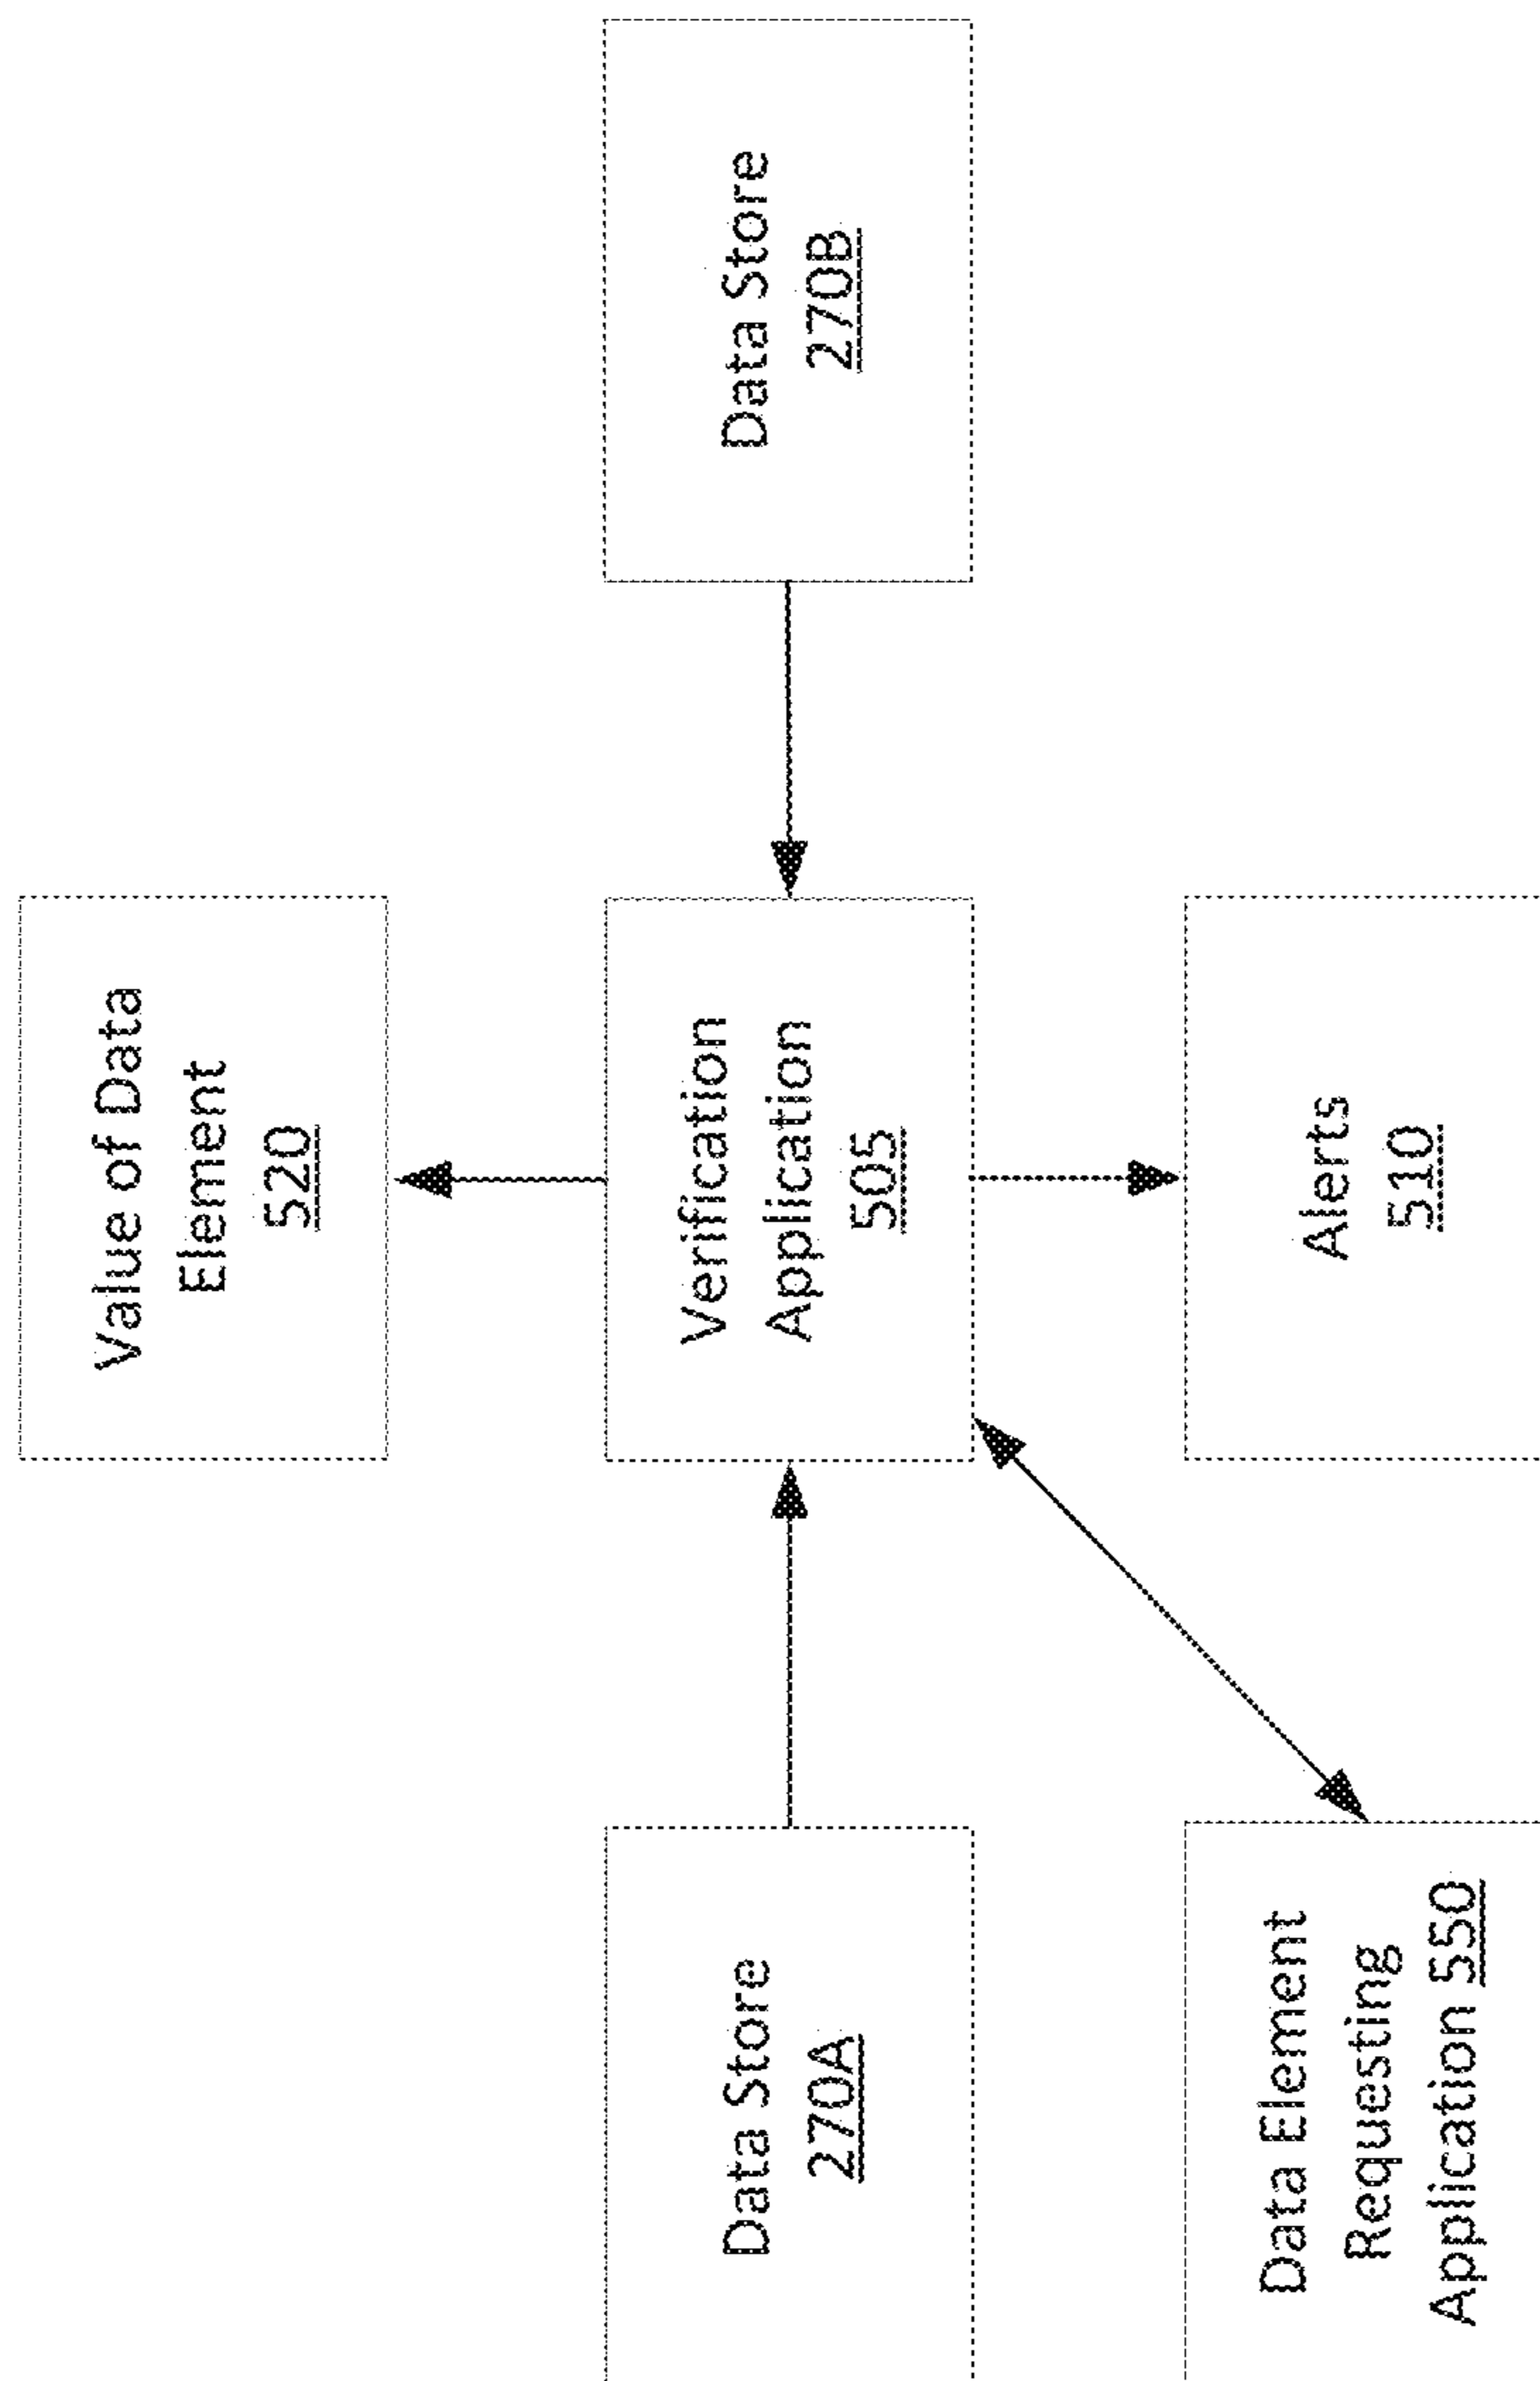 Value of Data
Element
520
Data Store
270A
Verification
Application
505
Data Store
270B
Data Element
Requesting
Application 550
Alerts
510